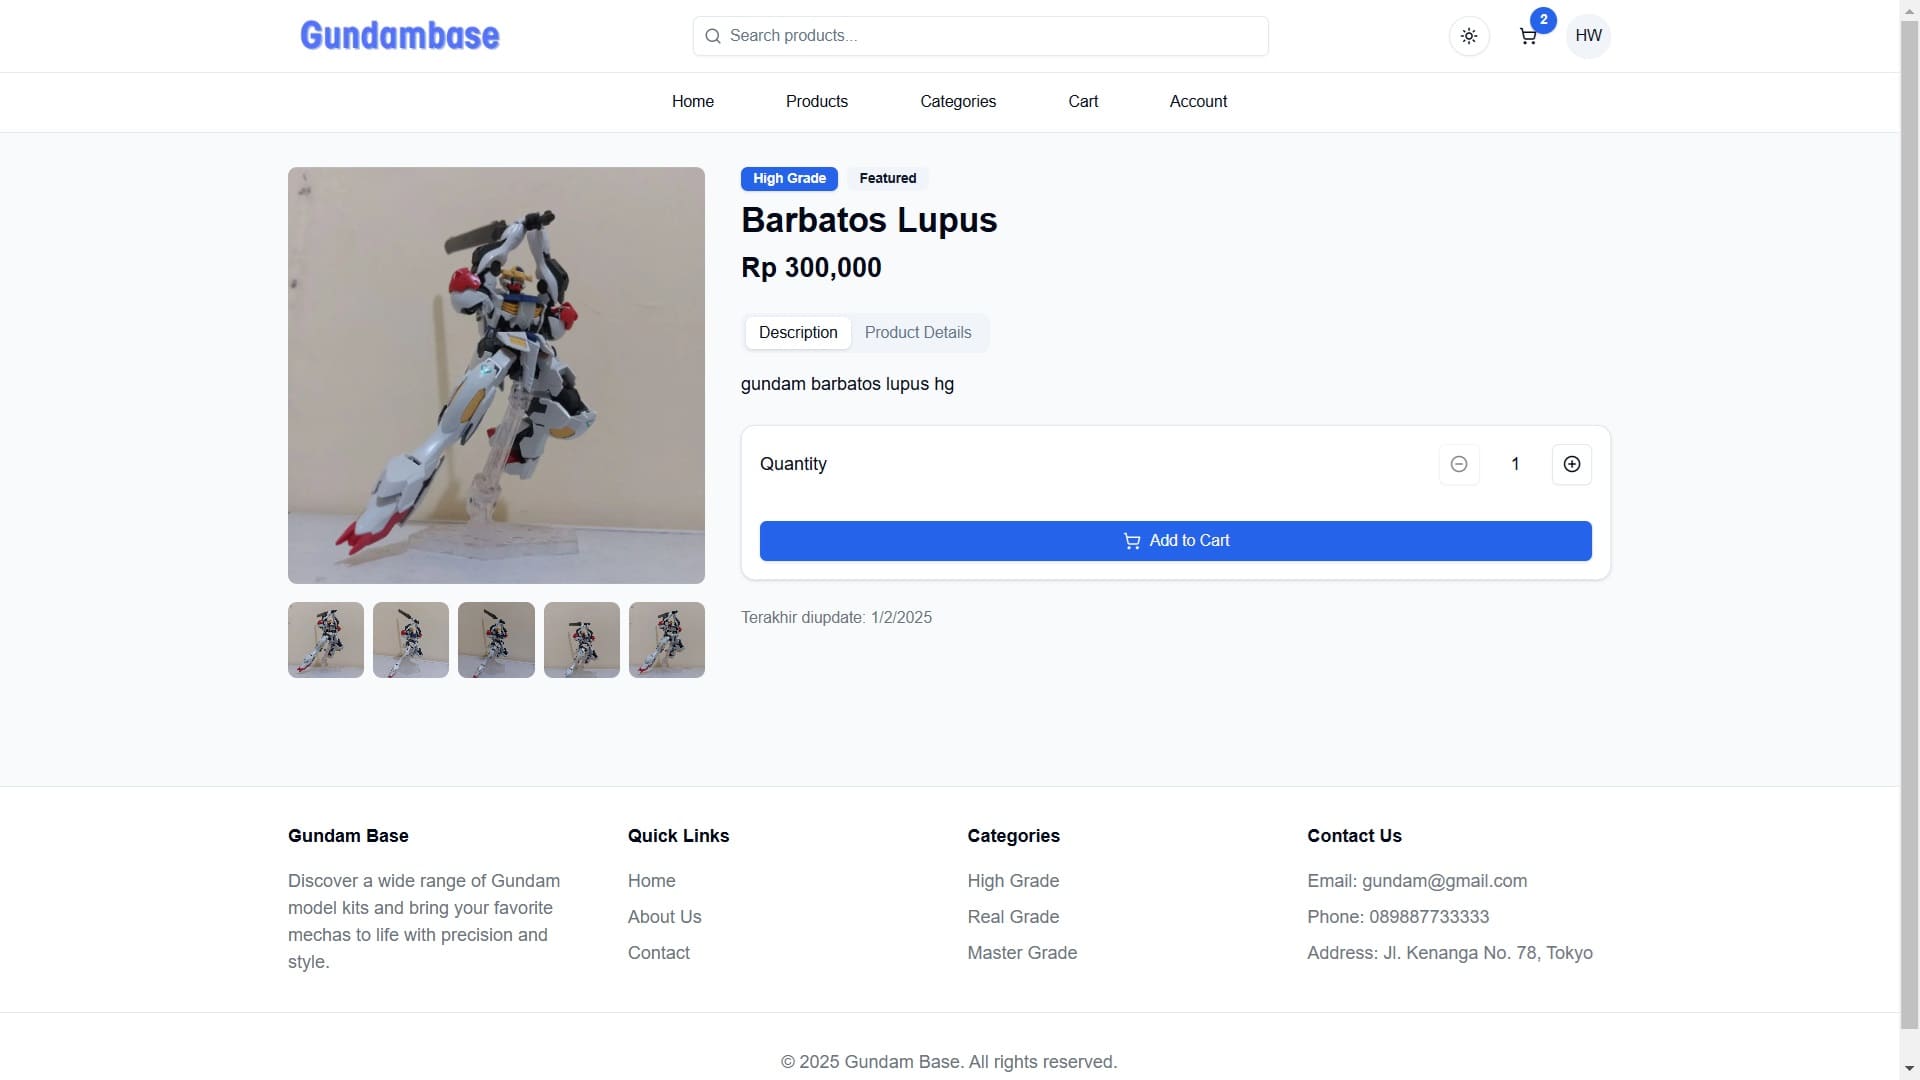 Gundambase
Search products...
2
HW
Home Products Categories Cart Account
High Grade Featured
Barbatos Lupus
Rp 300,000
Description Product Details
gundam barbatos lupus hg
Quantity
1
Add to Cart
Terakhir diupdate: 1/2/2025
Gundam Base
Discover a wide range of Gundam
model kits and bring your favorite
mechas to life with precision and
style.
Quick Links
Home
About Us
Contact
Categories
High Grade
Real Grade
Master Grade
Contact Us
Email: gundam@gmail.com
Phone: 089887733333
Address: Jl. Kenanga No. 78, Tokyo
© 2025 Gundam Base. All rights reserved.